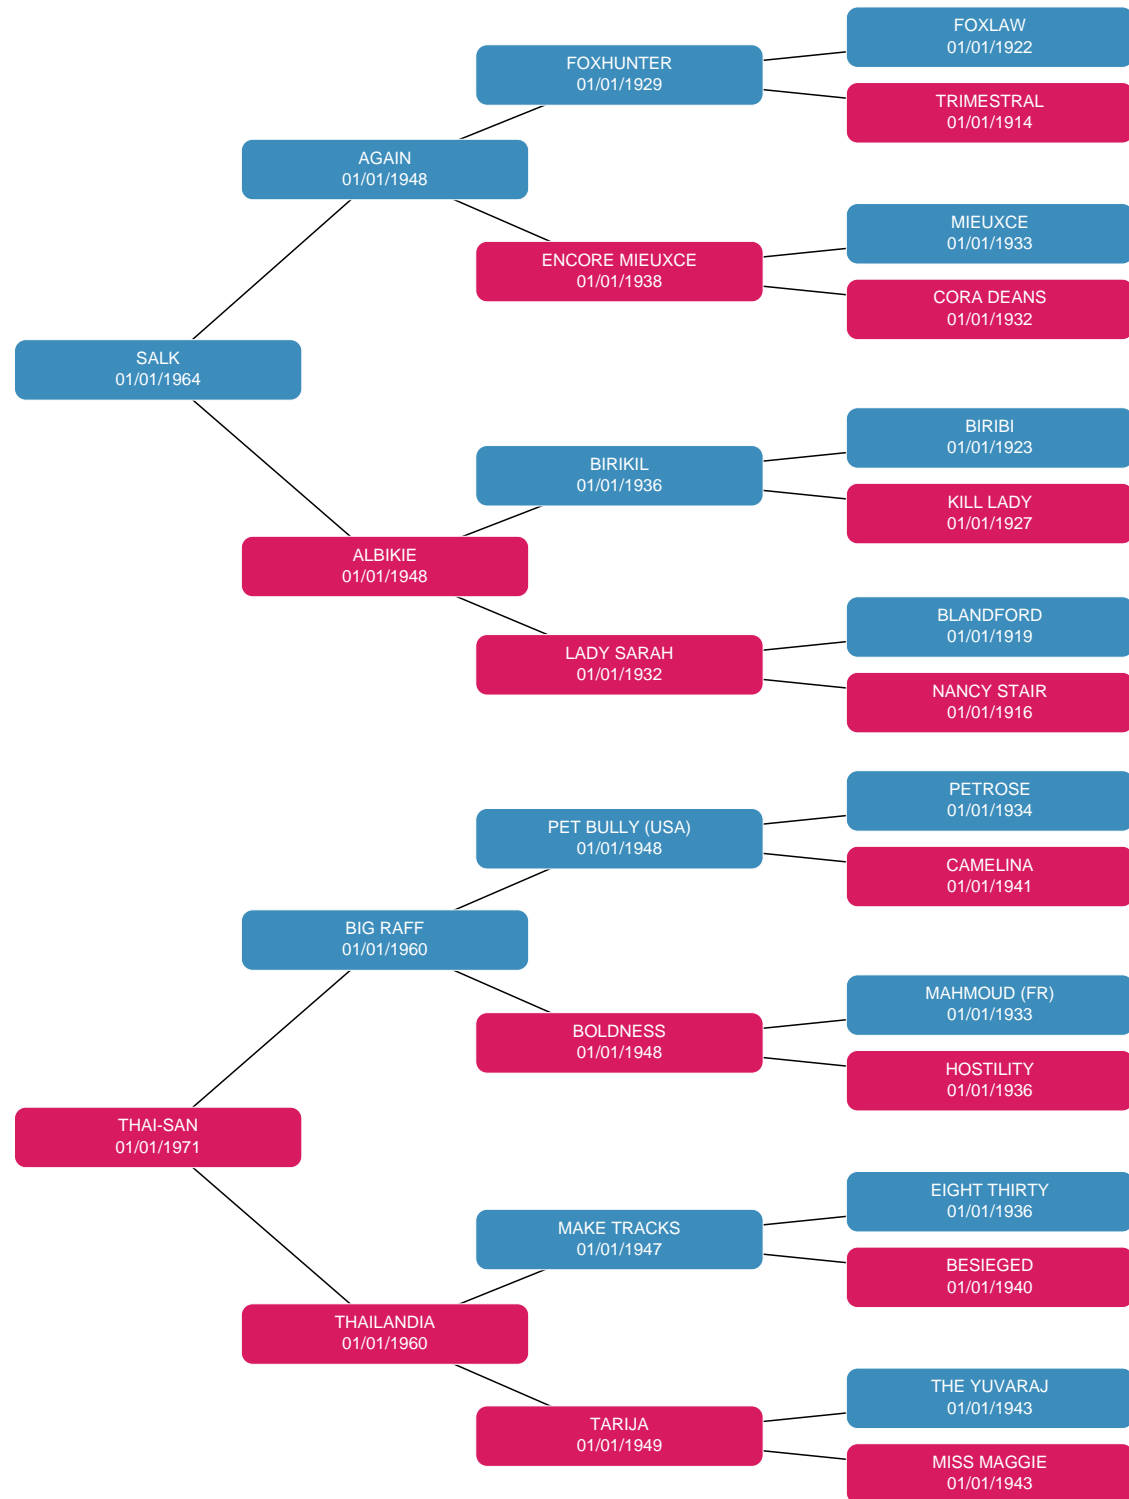 FOXLAW
01/01/1922
FOXHUNTER
01/01/1929
TRIMESTRAL
01/01/1914
AGAIN
01/01/1948
MIEUXCE
01/01/1933
ENCORE MIEUXCE
01/01/1938
CORA DEANS
01/01/1932
SALK
01/01/1964
BIRIBI
01/01/1923
BIRIKIL
01/01/1936
KILL LADY
01/01/1927
ALBIKIE
01/01/1948
BLANDFORD
01/01/1919
LADY SARAH
01/01/1932
NANCY STAIR
01/01/1916
PETROSE
01/01/1934
PET BULLY (USA)
01/01/1948
CAMELINA
01/01/1941
BIG RAFF
01/01/1960
MAHMOUD (FR)
01/01/1933
BOLDNESS
01/01/1948
HOSTILITY
01/01/1936
THAI-SAN
01/01/1971
EIGHT THIRTY
01/01/1936
MAKE TRACKS
01/01/1947
BESIEGED
01/01/1940
THAILANDIA
01/01/1960
THE YUVARAJ
01/01/1943
TARIJA
01/01/1949
MISS MAGGIE
01/01/1943